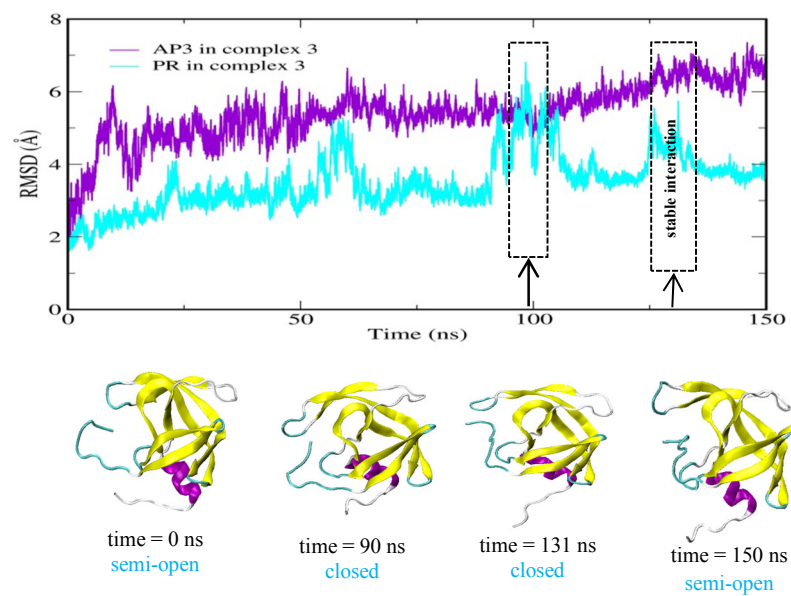 8
6
4
2
0
RMSD (Å)
AP3 in complex 3
PR in complex 3
stable interaction
0
50
100
150
Time (ns)
time = 0 ns
semi-open
time = 90 ns
closed
time = 131 ns
closed
time = 150 ns
semi-open